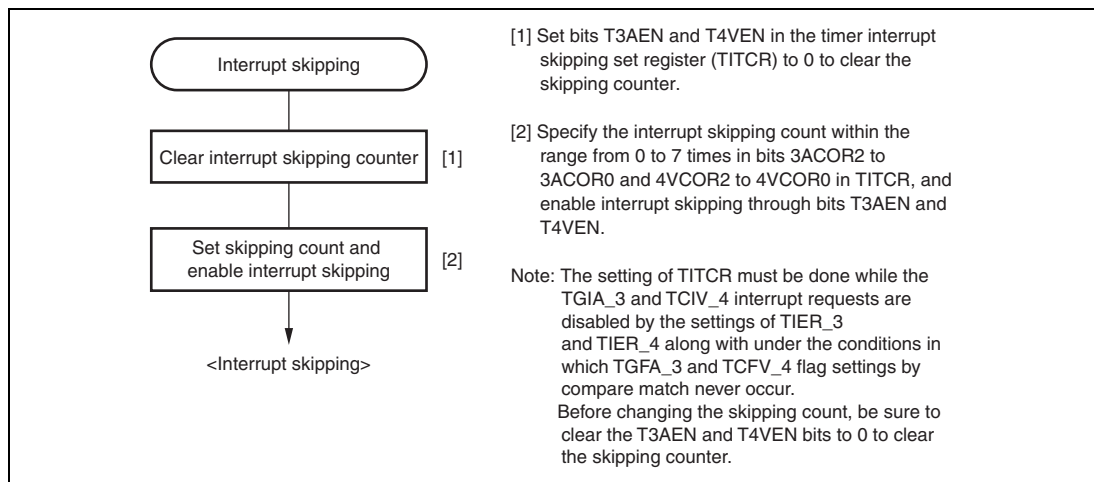 Interrupt skipping
Clear interrupt skipping counter
[1]
Set skipping count and
enable interrupt skipping
[2]
<Interrupt skipping>
[1] Set bits T3AEN and T4VEN in the timer interrupt
skipping set register (TITCR) to 0 to clear the
skipping counter.
[2] Specify the interrupt skipping count within the
range from 0 to 7 times in bits 3ACOR2 to
3ACOR0 and 4VCOR2 to 4VCOR0 in TITCR, and
enable interrupt skipping through bits T3AEN and
T4VEN.
Note: The setting of TITCR must be done while the
TGIA_3 and TCIV_4 interrupt requests are
disabled by the settings of TIER_3
and TIER_4 along with under the conditions in
which TGFA_3 and TCFV_4 flag settings by
compare match never occur.
Before changing the skipping count, be sure to
clear the T3AEN and T4VEN bits to 0 to clear
the skipping counter.